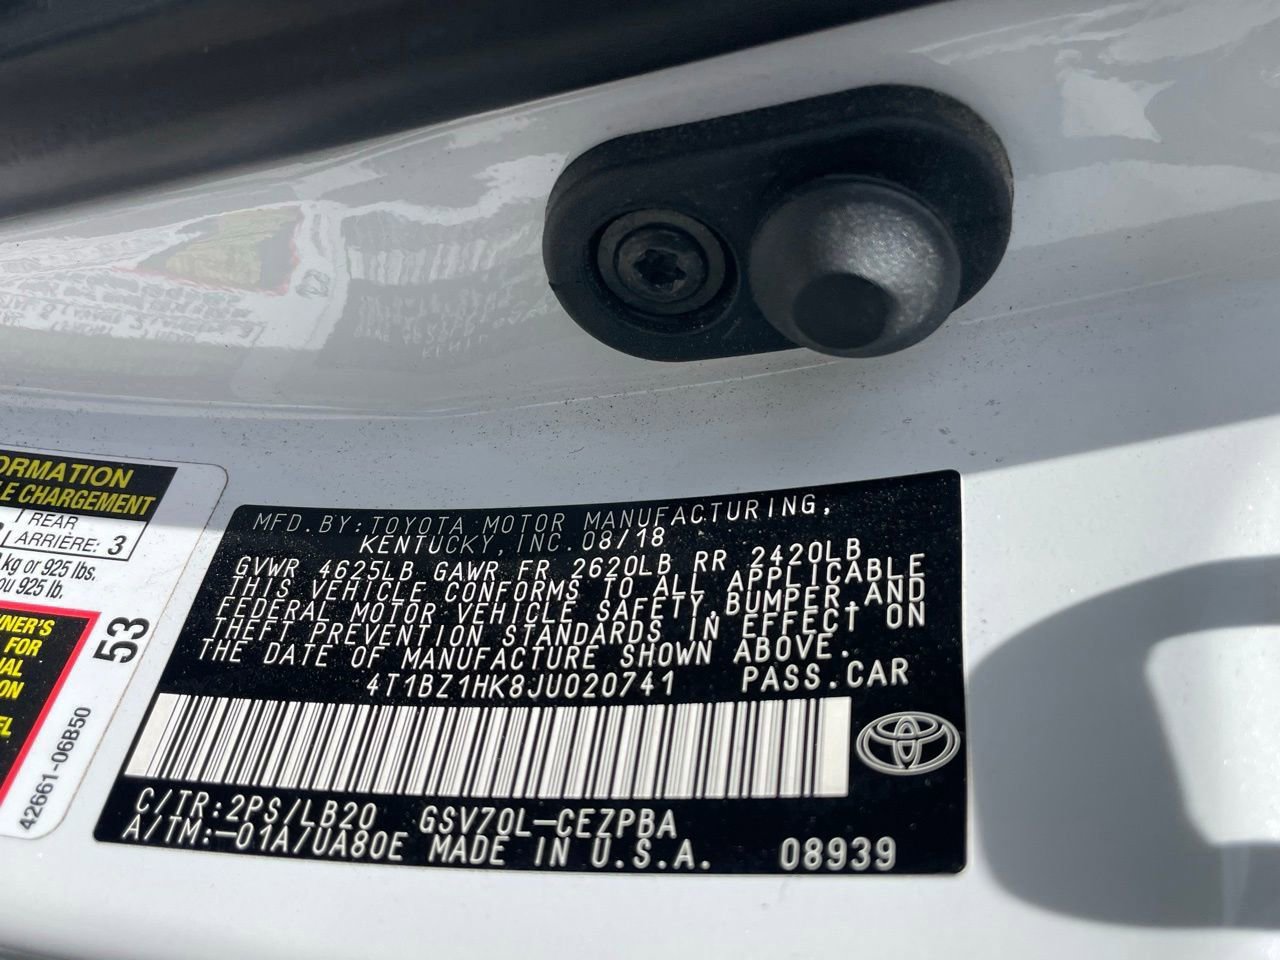 ORMATION
LE CHARGEMENT
REAR
ARRIÈRE: 3
kg or 925 lbs.
ou 925 lb.
NER'S
FOR
53
42661-06B50
MFD.BY:TOYOTA MOTOR MANUFACTURING,
KENTUCKY,INC.08/18
GVWR 4625LB GAWR FR 2620LB RR 2420LB
THIS VEHICLE CONFORMS TO ALL APPLICABLE
FEDERAL MOTOR VEHICLE SAFETY,BUMPER,AND
THEFT PREVENTION STANDARDS IN EFFECT ON
THE DATE OF MANUFACTURE SHOWN ABOVE.
4T1BZ1HK8JU020741 PASS.CAR
C/TR:2PS/LB20 GSV70L-CEZPBA
A/TM:-01A/UA80E MADE IN U.S.A. 08939